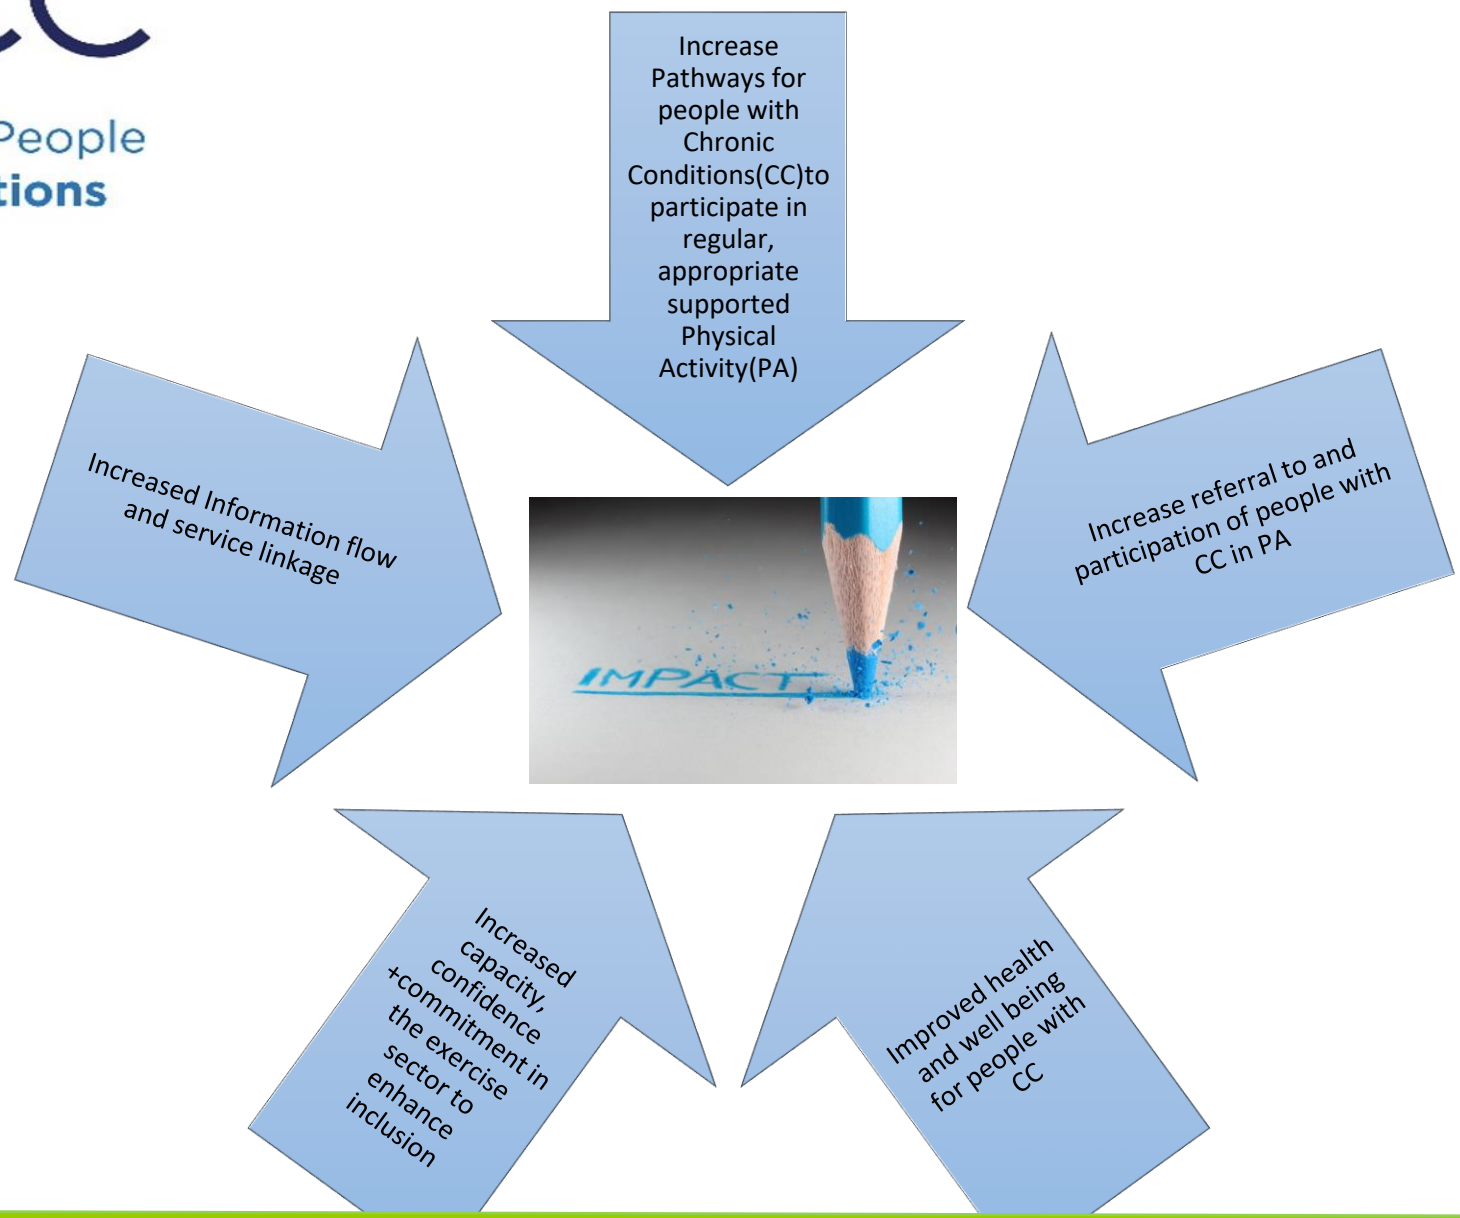 People
tions
Increase
Pathways for
people with
Chronic
Conditions(CC)to
participate in
regular,
appropriate
supported
Physical
Activity(PA)
Increased Information flow
and service linkage
Increase referral to and
participation of people with
CC in PA
IMPACT
Increased
capacity,
confidence
+commitment in
the exercise
sector to
enhance
inclusion
Improved health
and well being
for people with
CC